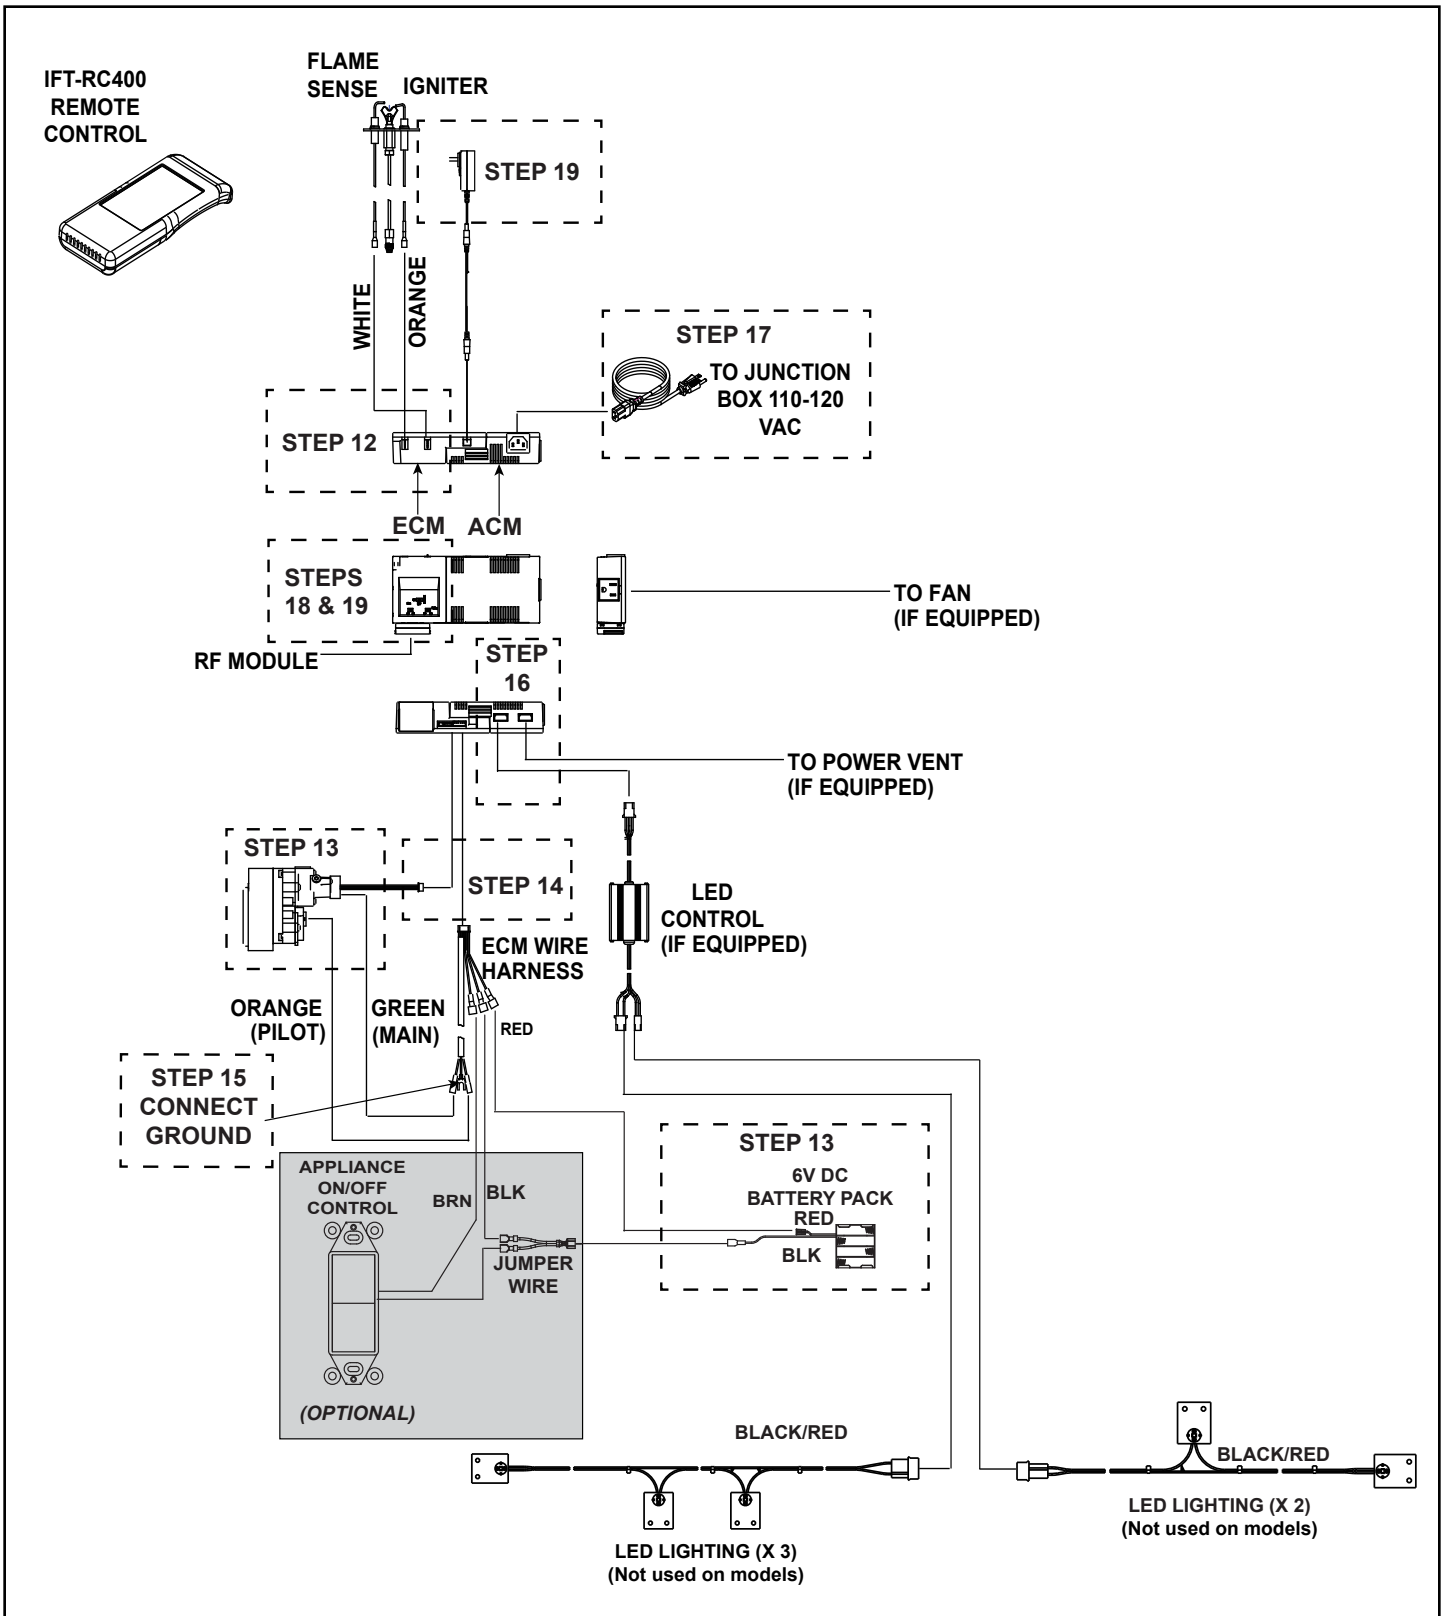 IFT-RC400
REMOTE
CONTROL
FLAME
SENSE
IGNITER
STEP 19
WHITE
ORANGE
STEP 17
TO JUNCTION
BOX 110-120
VAC
STEP 12
ECM
ACM
STEPS
18 & 19
TO FAN
(IF EQUIPPED)
RF MODULE
STEP
16
TO POWER VENT
(IF EQUIPPED)
STEP 13
STEP 14
LED
CONTROL
(IF EQUIPPED)
ECM WIRE
HARNESS
ORANGE
(PILOT)
GREEN
(MAIN)
RED
STEP 15
CONNECT
GROUND
STEP 13
6V DC
BATTERY PACK
RED
BLK
APPLIANCE
ON/OFF
CONTROL
BRN
BLK
JUMPER
WIRE
(OPTIONAL)
BLACK/RED
LED LIGHTING (X 3)
(Not used on models)
BLACK/RED
LED LIGHTING (X 2)
(Not used on models)